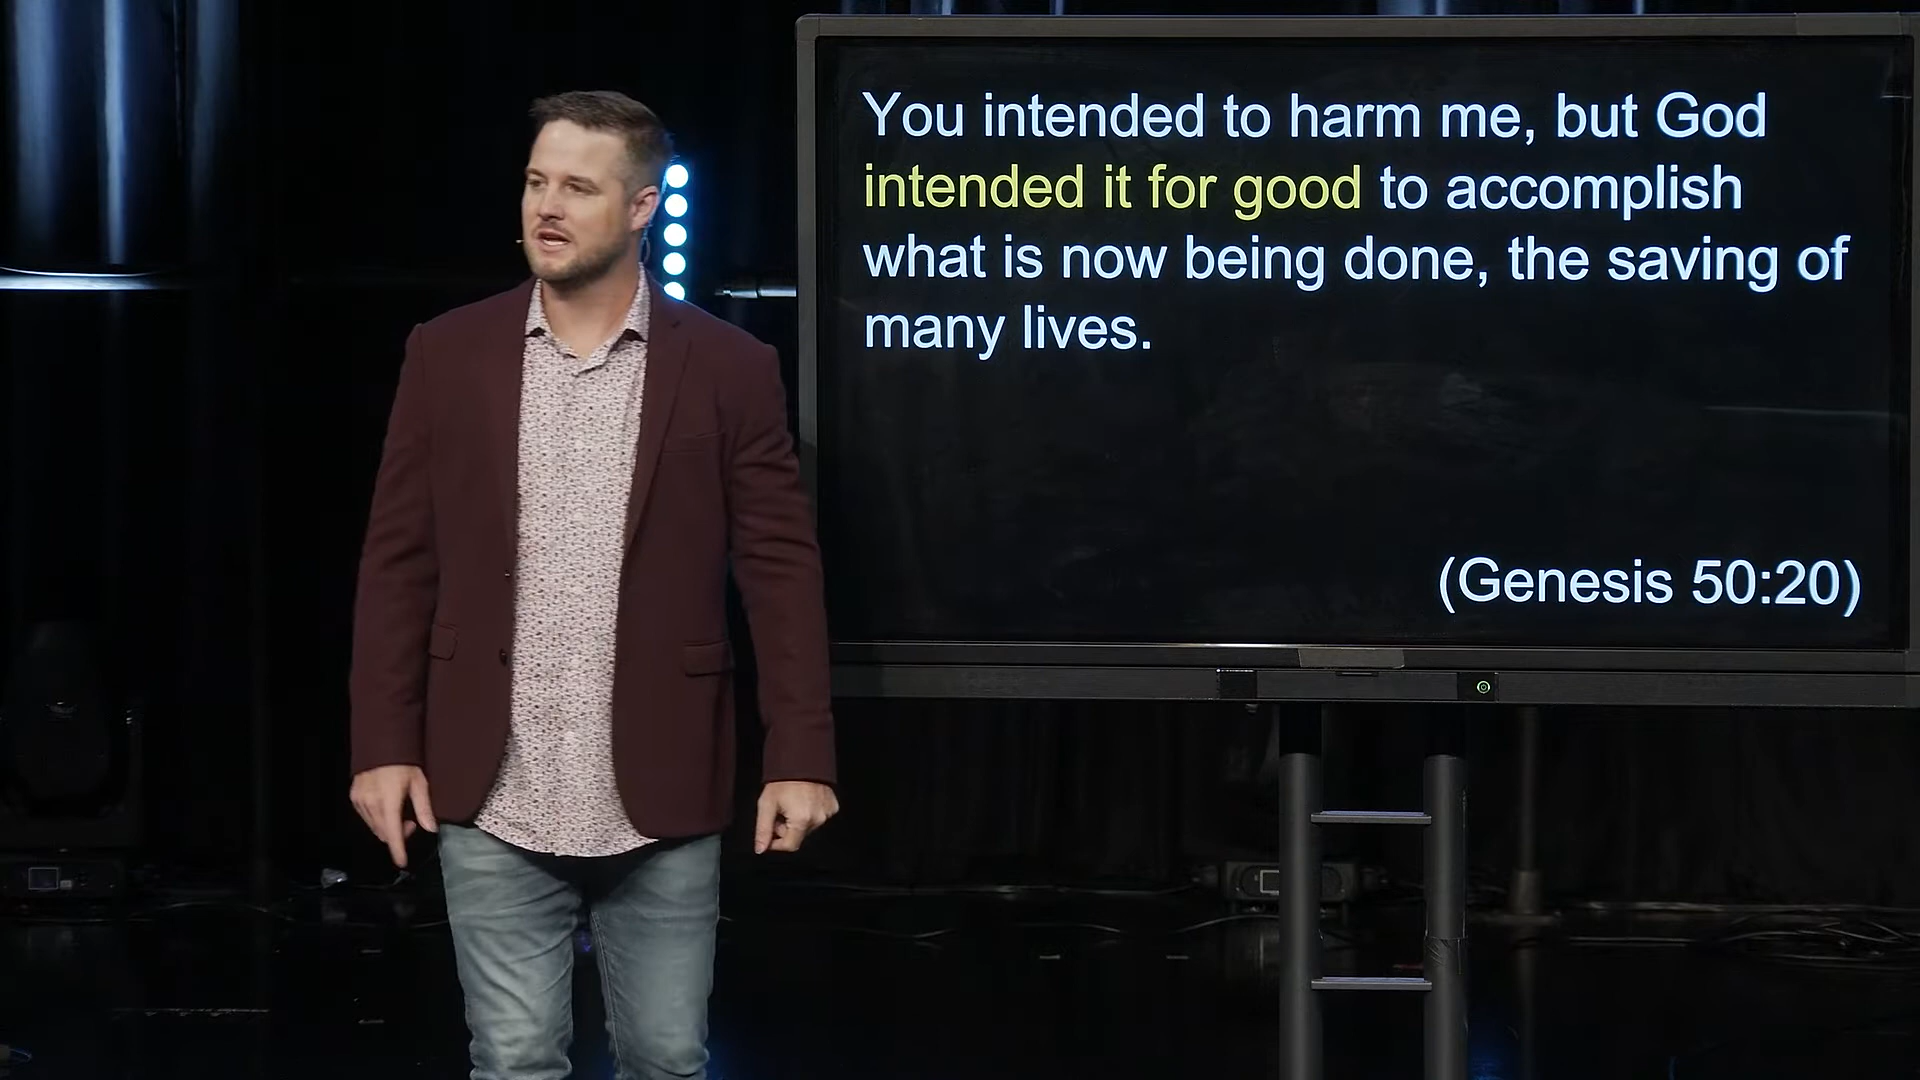 You intended to harm me, but God
intended it for good to accomplish
what is now being done, the saving of
many lives.
(Genesis 50:20)